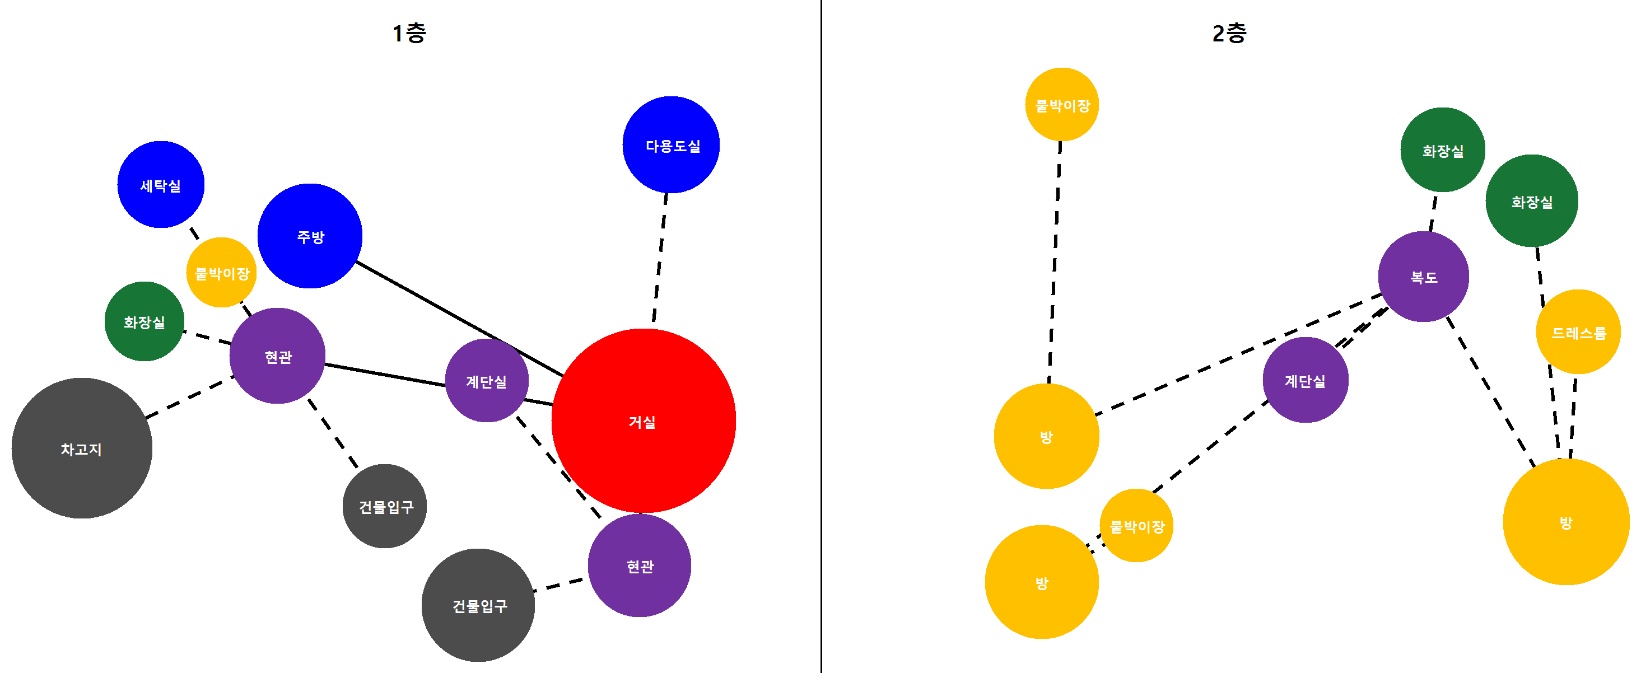 1층
다용도실
세탁실
주방
붙박이장
화장실
현관
계단실
거실
차고지
건물입구
현관
건물입구
2층
붙박이장
화장실
화장실
복도
드레스룸
계단실
방
방
붙박이장
방